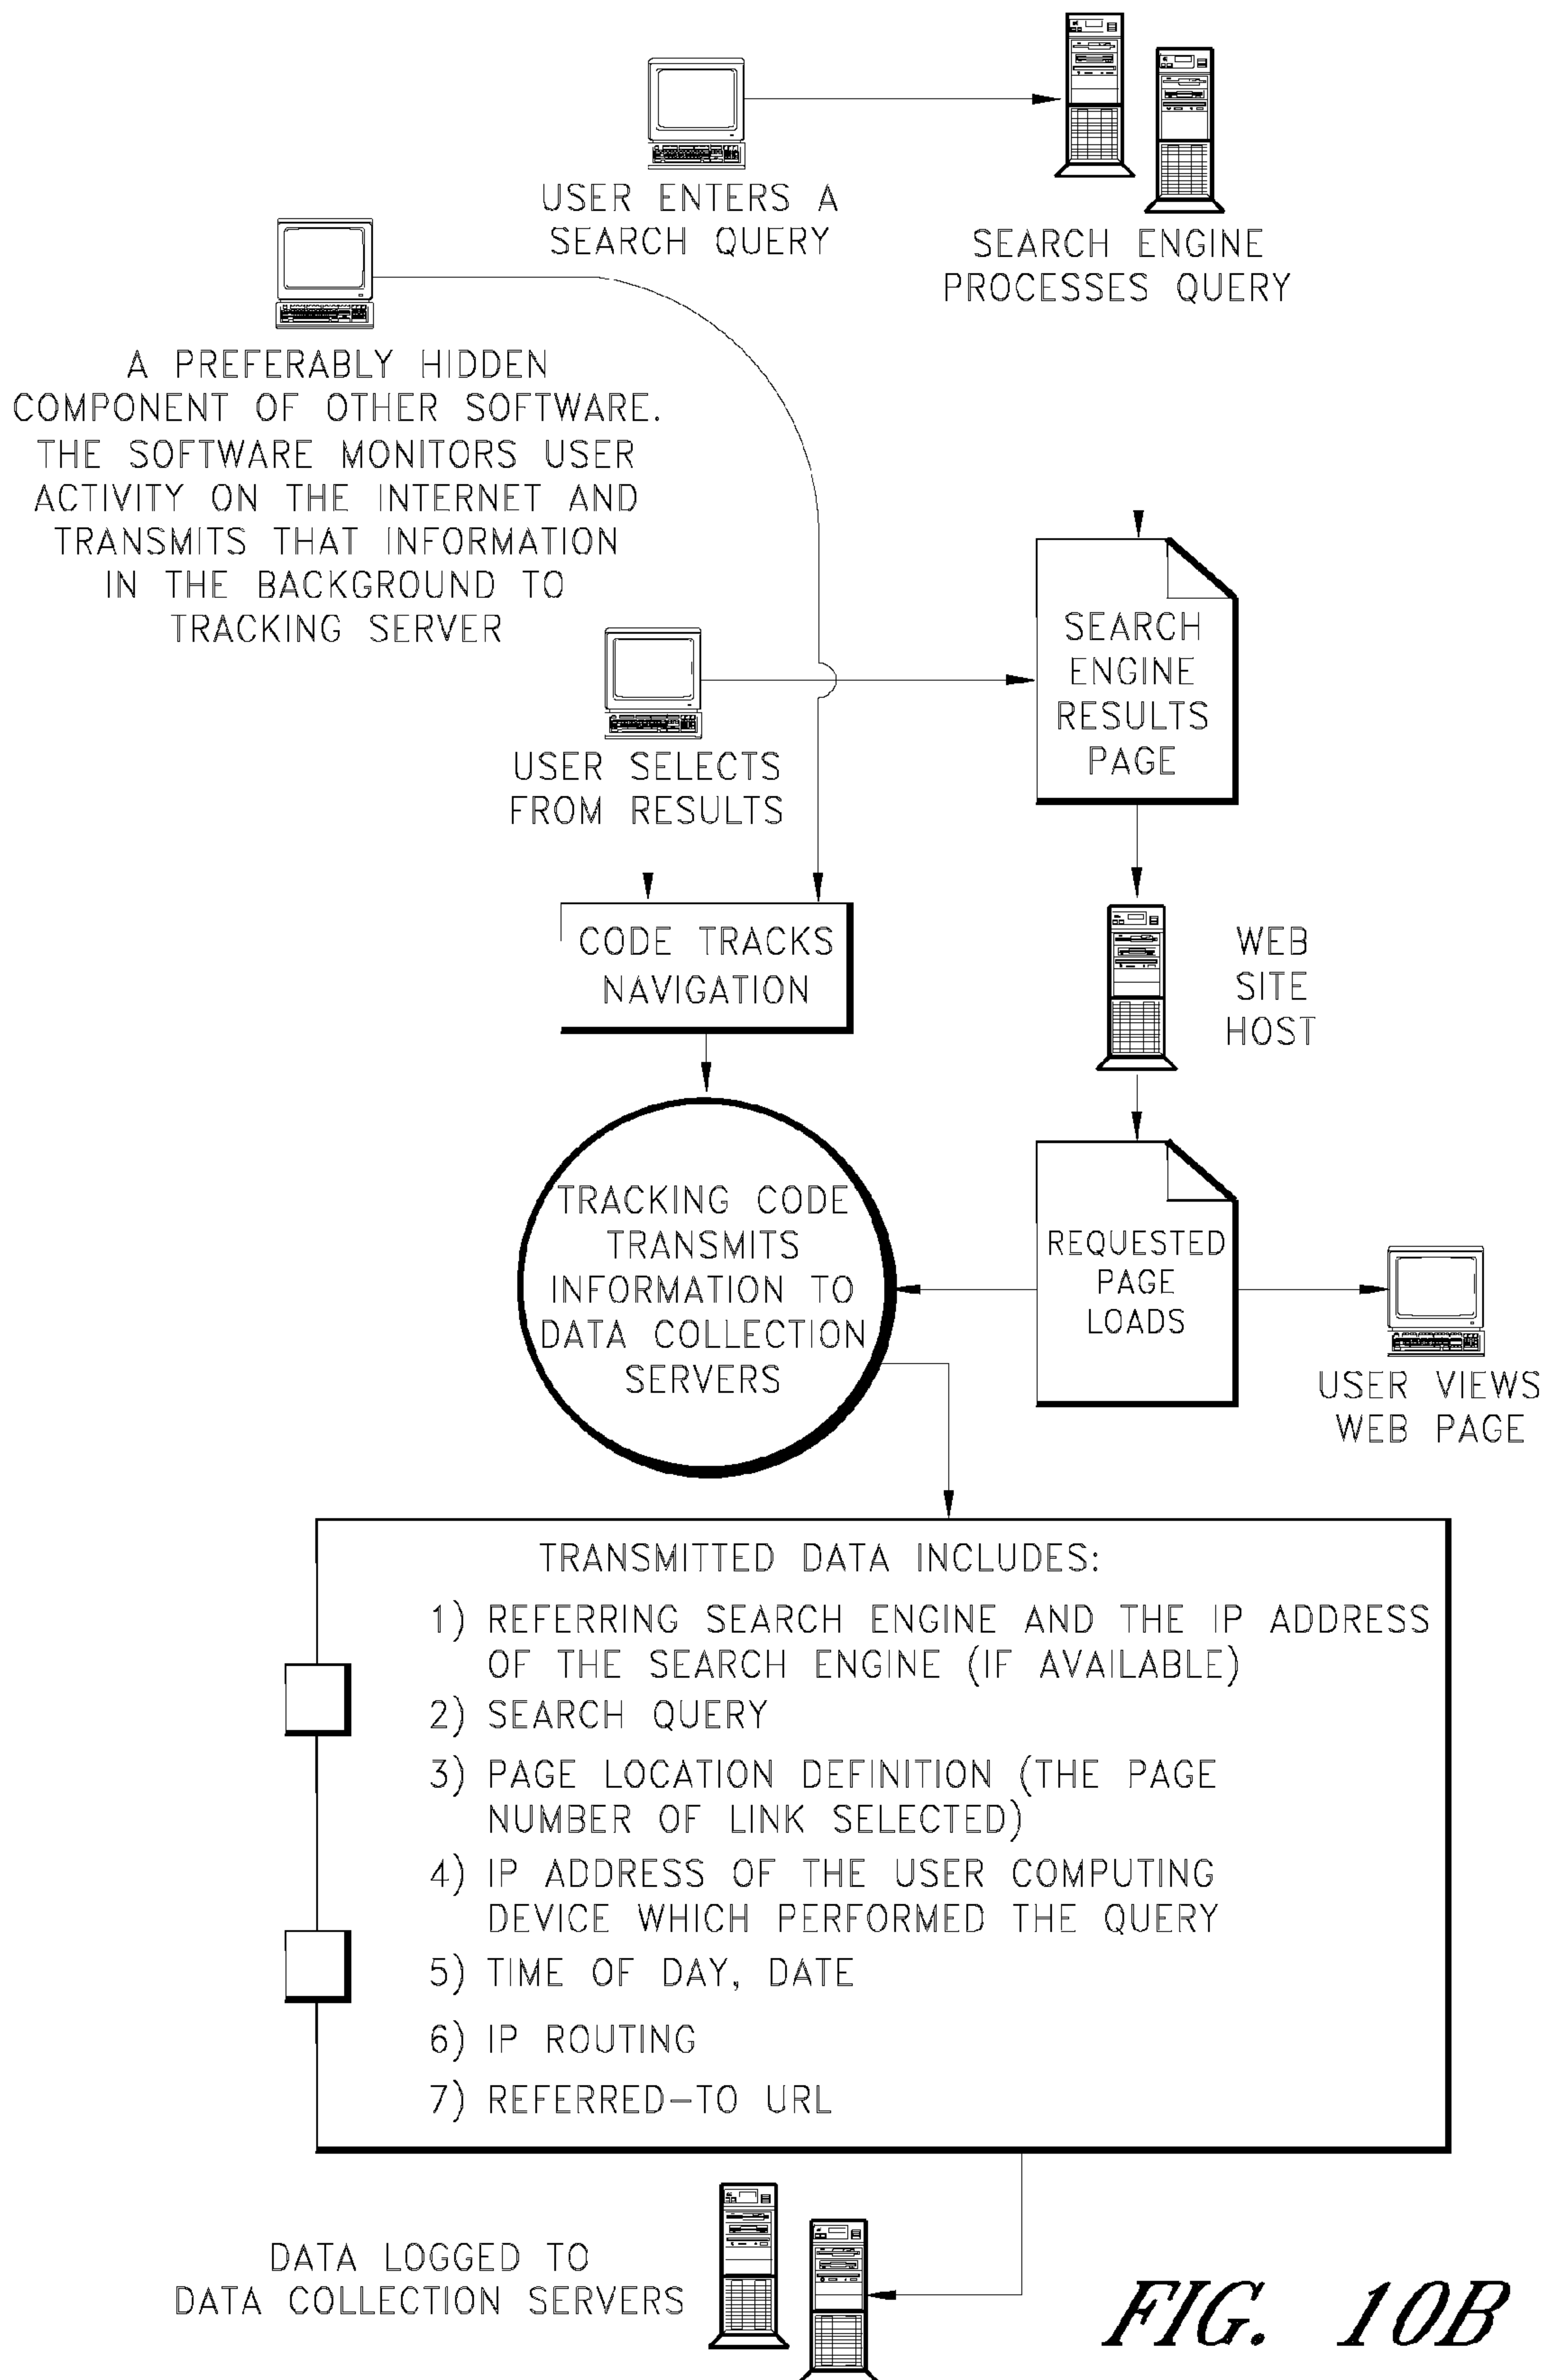 USER ENTERS A
SEARCH QUERY
SEARCH ENGINE
PROCESSES QUERY
A PREFERABLY HIDDEN
COMPONENT OF OTHER SOFTWARE.
THE SOFTWARE MONITORS USER
ACTIVITY ON THE INTERNET AND
TRANSMITS THAT INFORMATION
IN THE BACKGROUND TO
TRACKING SERVER
SEARCH
ENGINE
RESULTS
PAGE
USER SELECTS
FROM RESULTS
CODE TRACKS
NAVIGATION
WEB
SITE
HOST
TRACKING CODE
TRANSMITS
INFORMATION TO
DATA COLLECTION
SERVERS
REQUESTED
PAGE
LOADS
USER VIEWS
WEB PAGE
TRANSMITTED DATA INCLUDES:
1) REFERRING SEARCH ENGINE AND THE IP ADDRESS
OF THE SEARCH ENGINE (IF AVAILABLE)
2) SEARCH QUERY
3) PAGE LOCATION DEFINITION (THE PAGE
NUMBER OF LINK SELECTED)
4) IP ADDRESS OF THE USER COMPUTING
DEVICE WHICH PERFORMED THE QUERY
5) TIME OF DAY, DATE
6) IP ROUTING
7) REFERRED-TO URL
DATA LOGGED TO
DATA COLLECTION SERVERS
FIG. 10B